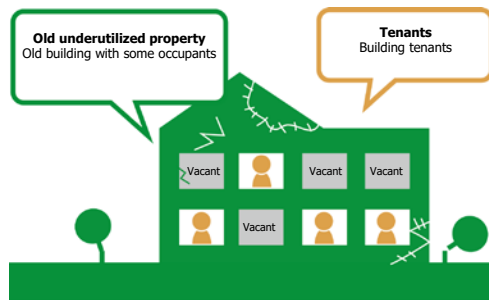 Old underutilized property
Old building with some occupants
Tenants
Building tenants
Vacant
Vacant
Vacant
Vacant